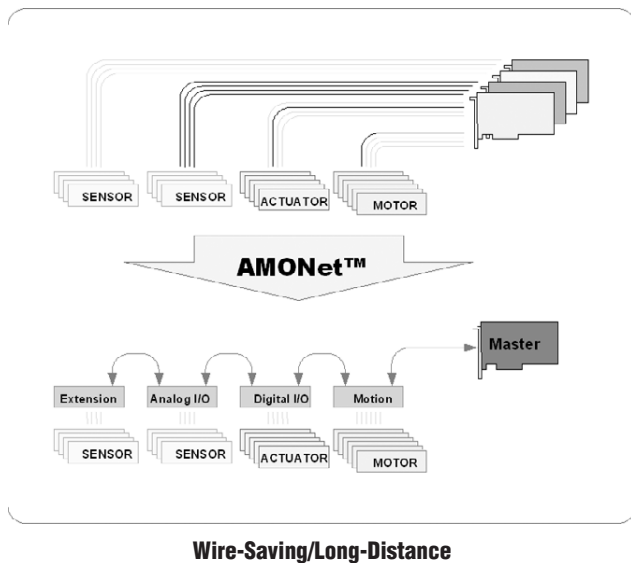 SENSOR SENSOR ACTUATOR MOTOR
AMONet™
Master
Extension Analog I/O Digital I/O Motion
SENSOR SENSOR ACTUATOR MOTOR
Wire-Saving/Long-Distance